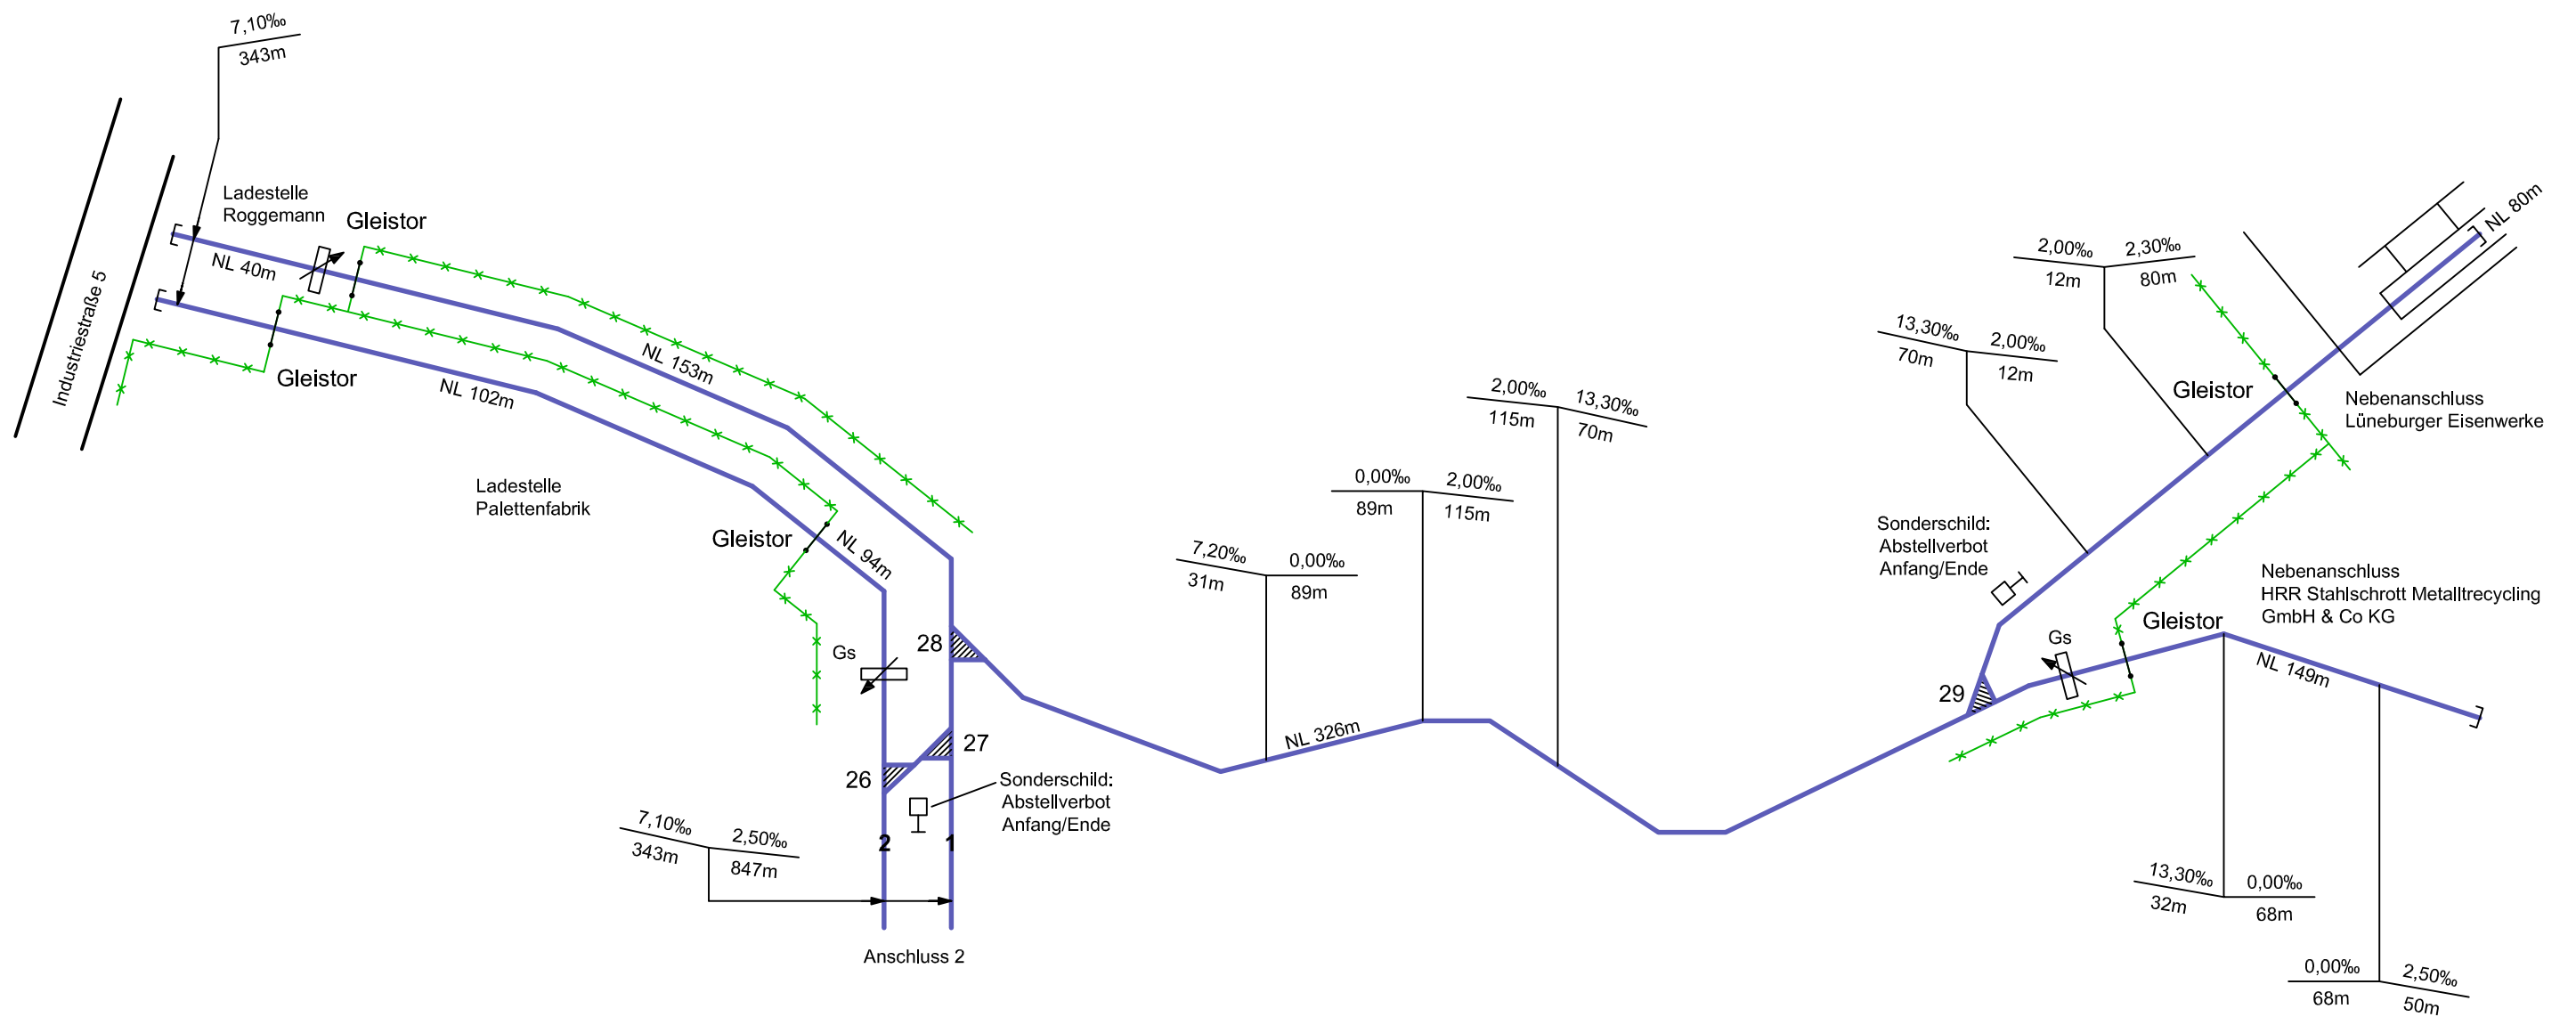 7,10‰
343m
Industriestraße 5
Ladestelle
Roggemann
Gleistor
NL 40m
Gleistor
NL 102m
NL 153m
Ladestelle
Palettenfabrik
Gleistor
NL 94m
Gs
28
27
26
Sonderschild:
Abstellverbot
Anfang/Ende
2
1
7,10‰
343m
2,50‰
847m
Anschluss 2
7,20‰
31m
0,00‰
89m
NL 326m
0,00‰
89m
2,00‰
115m
2,00‰
115m
13,30‰
70m
13,30‰
70m
2,00‰
12m
2,00‰
12m
2,30‰
80m
NL 80m
Gleistor
Nebenanschluss
Lüneburger Eisenwerke
Sonderschild:
Abstellverbot
Anfang/Ende
Nebenanschluss
HRR Stahlschrott Metalltrecycling
GmbH & Co KG
Gleistor
Gs
29
NL 149m
13,30‰
32m
0,00‰
68m
0,00‰
68m
2,50‰
50m